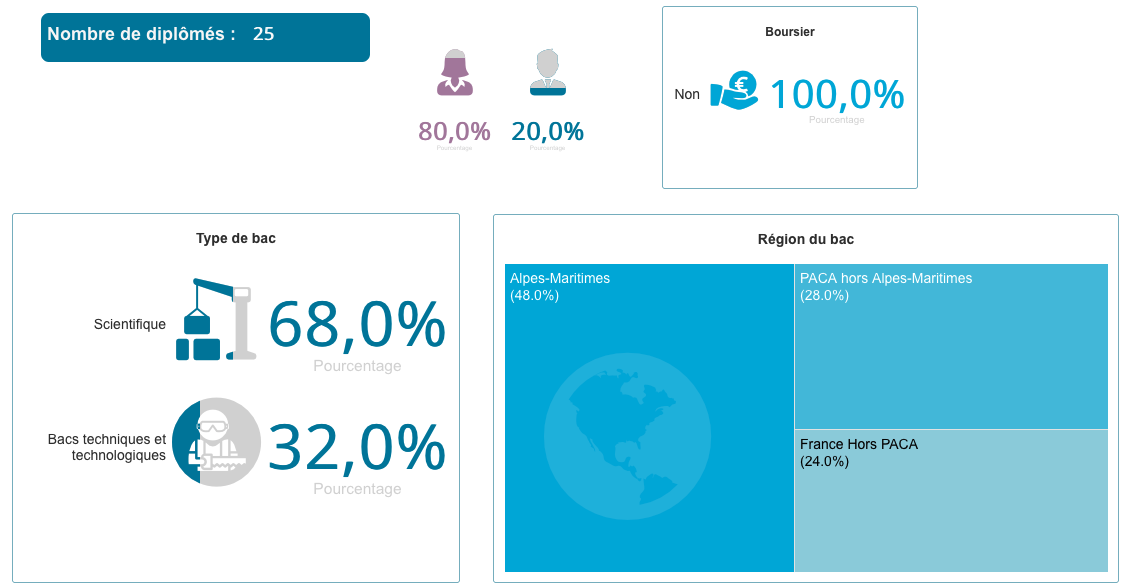 Nombre de diplômés : 25
80,0%
Pourcentage
20,0%
Pourcentage
Boursier
Non
€
100,0%
Pourcentage
Type de bac
Scientifique
68,0%
Pourcentage
Bacs techniques et
technologiques
32,0%
Pourcentage
Région du bac
Alpes-Maritimes
(48.0%)
PACA hors Alpes-Maritimes
(28.0%)
France Hors PACA
(24.0%)